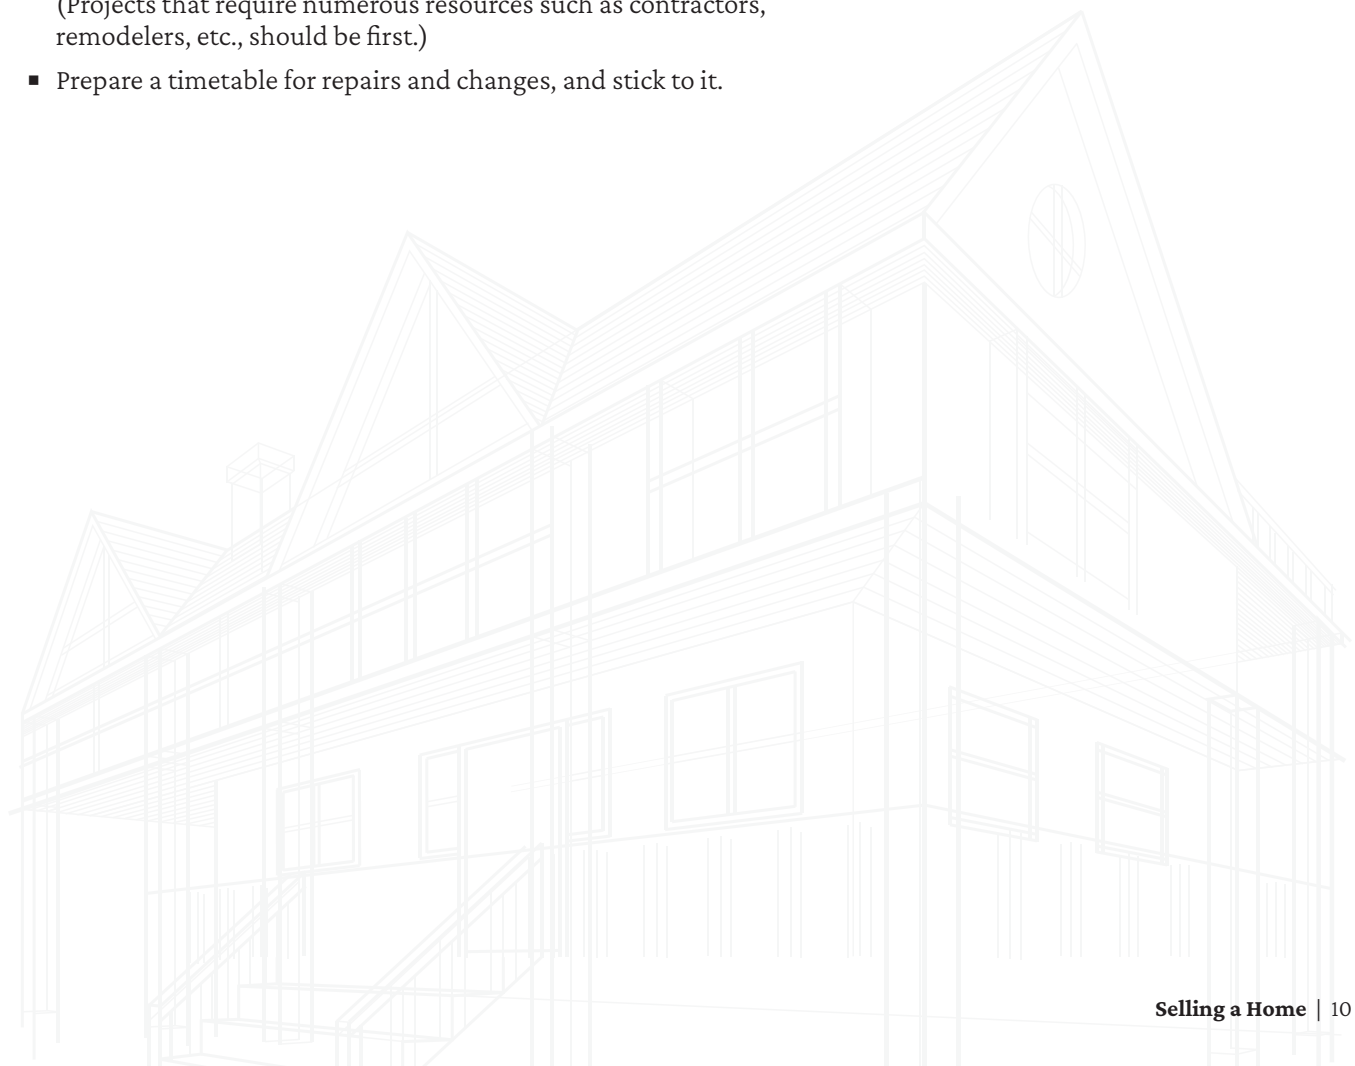 (Projects that require numerous resources such as contractors,
remodelers, etc., should be first.)
▪ Prepare a timetable for repairs and changes, and stick to it.
Selling a Home | 10